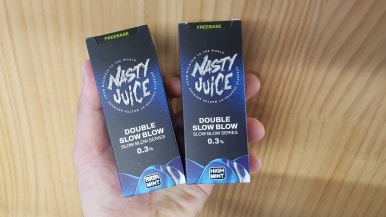 FREEBASE
NASTY
JUICE
DOUBLE
SLOW BLOW
SLOW BLOW SERIES
0.3%
HIGH
MINT
FREEBASE
NASTY
JUICE
DOUBLE
SLOW BLOW
SLOW BLOW SERIES
0.3%
HIGH
MINT